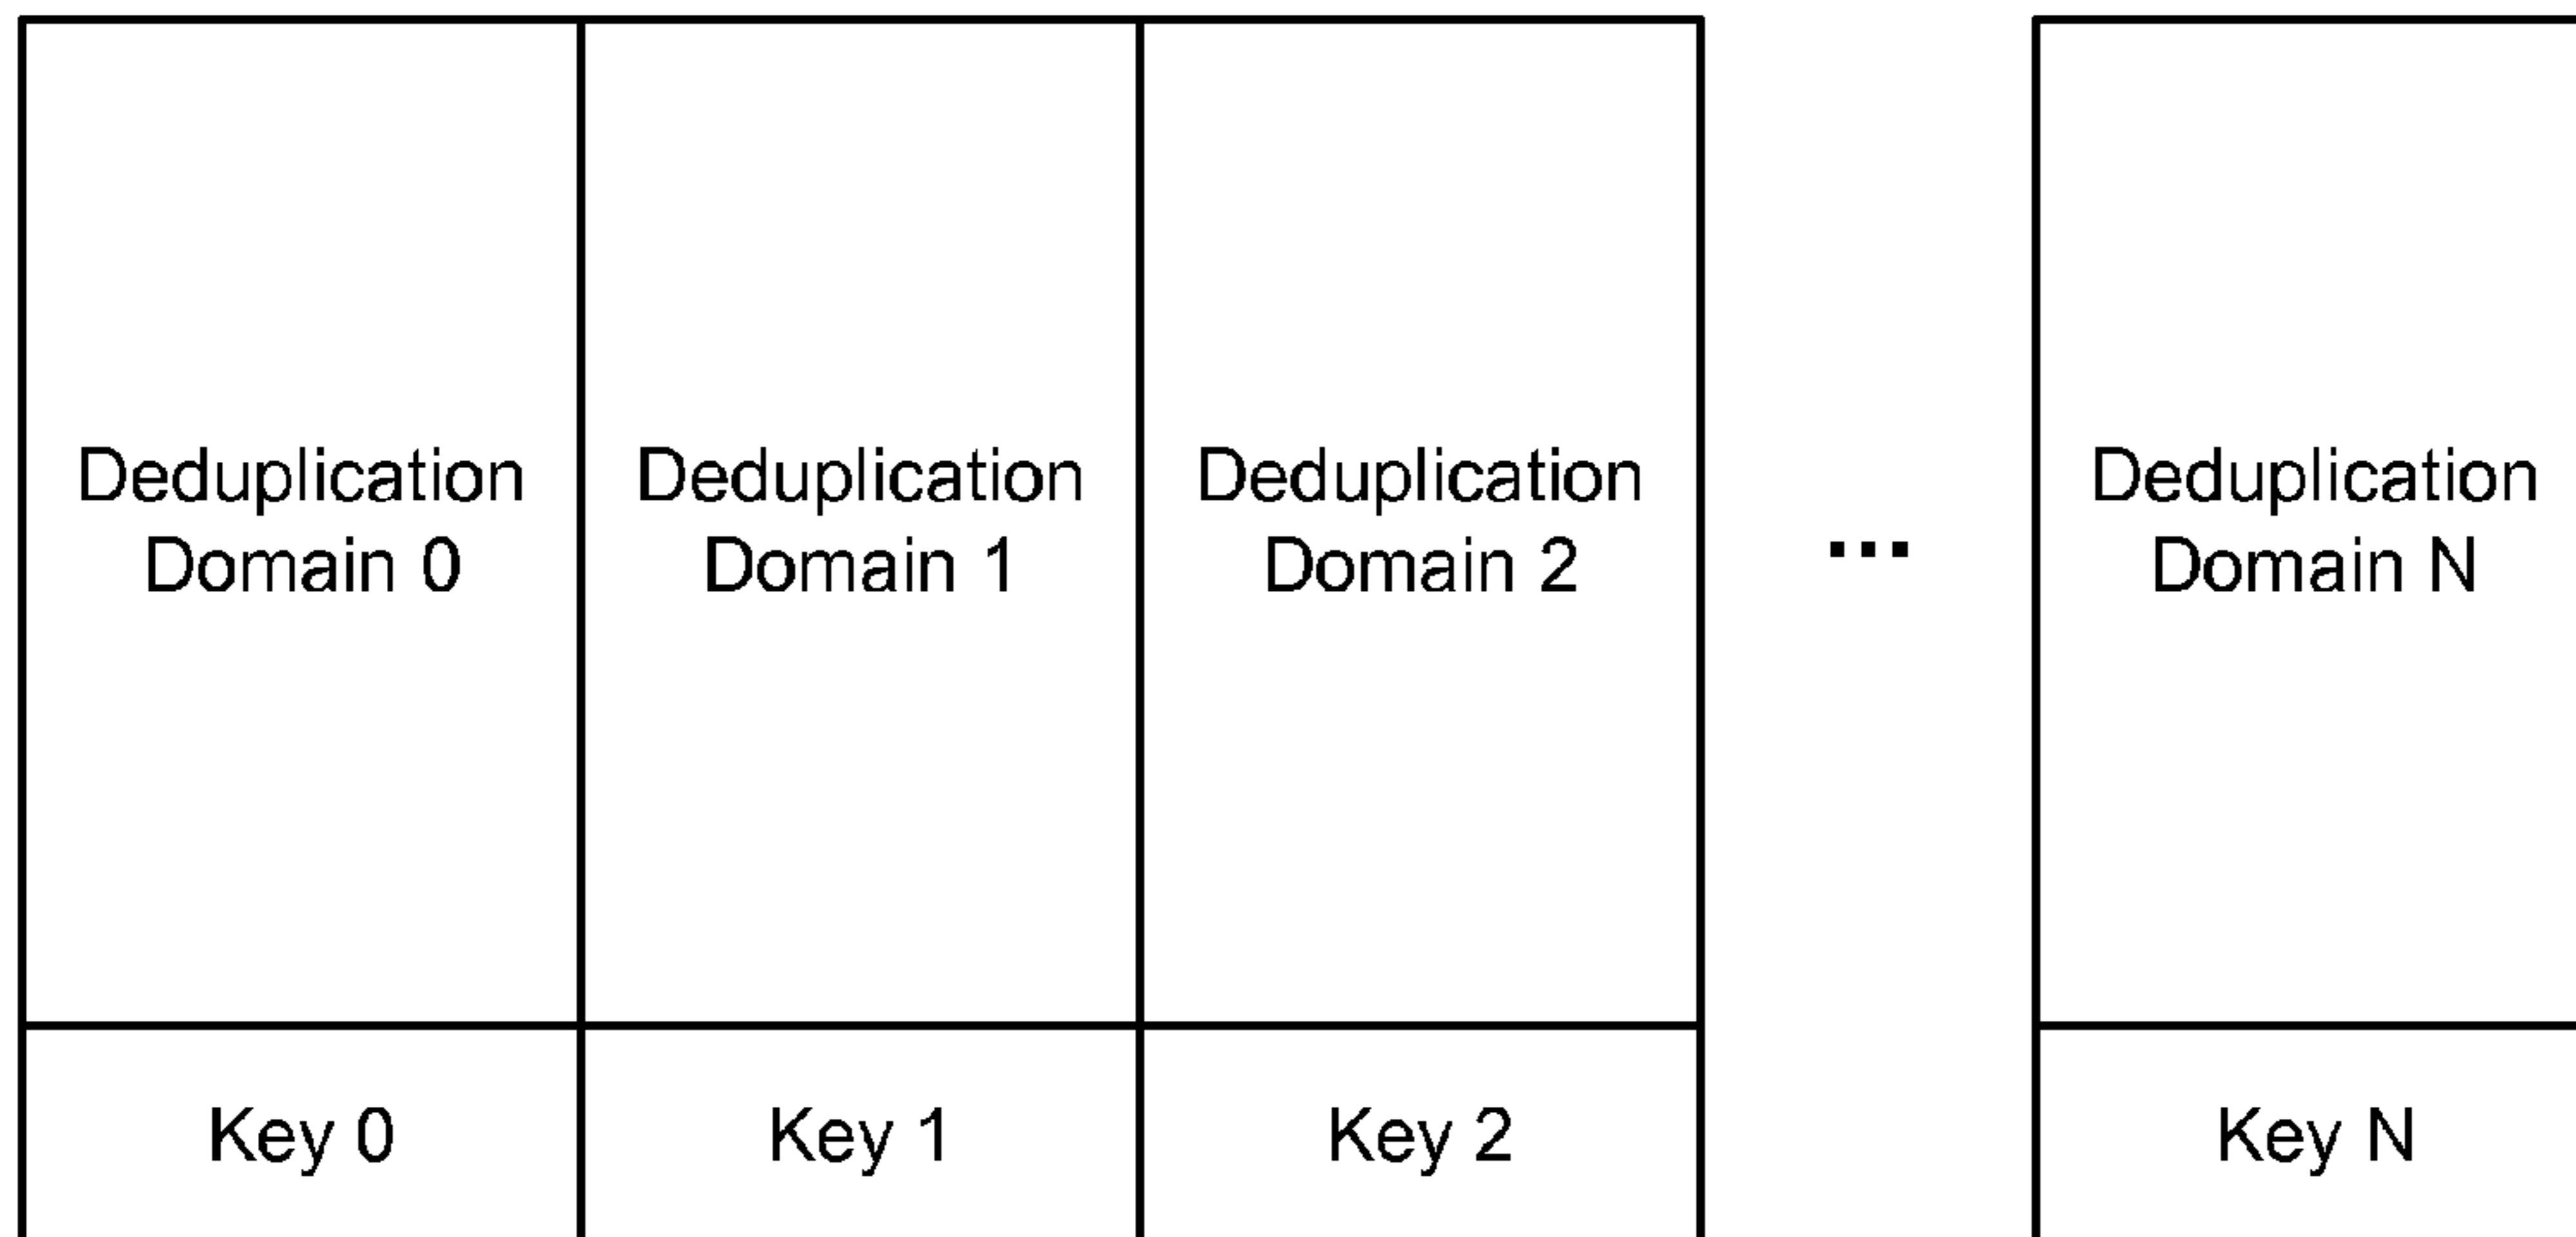 Deduplication
Domain 0
Deduplication
Domain 1
Deduplication
Domain 2
...
Deduplication
Domain N
Key 0
Key 1
Key 2
Key N